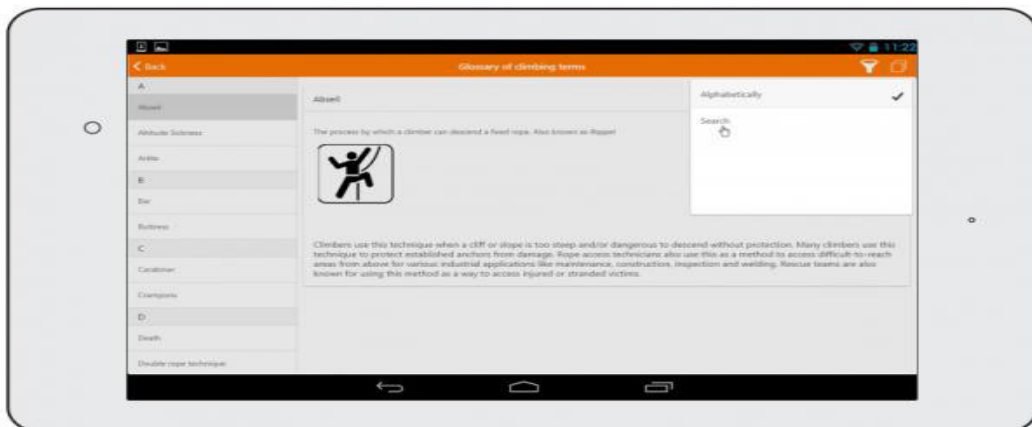 11:22
Back
Glossary of climbing terms
A
Abseil
Altitude Sickness
Arête
B
Bar
Buttress
C
Carabiner
Crampons
D
Death
Double rope technique
Abseil
The process by which a climber can descend a fixed rope. Also known as Rappel
Climbers use this technique when a cliff or slope is too steep and/or dangerous to descend without protection. Many climbers use this
technique to protect established anchors from damage. Rope access technicians also use this as a method to access difficult-to-reach
areas from above for various industrial applications like maintenance, construction, inspection and welding. Rescue teams are also
known for using this method as a way to access injured or stranded victims.
Alphabetically
Search